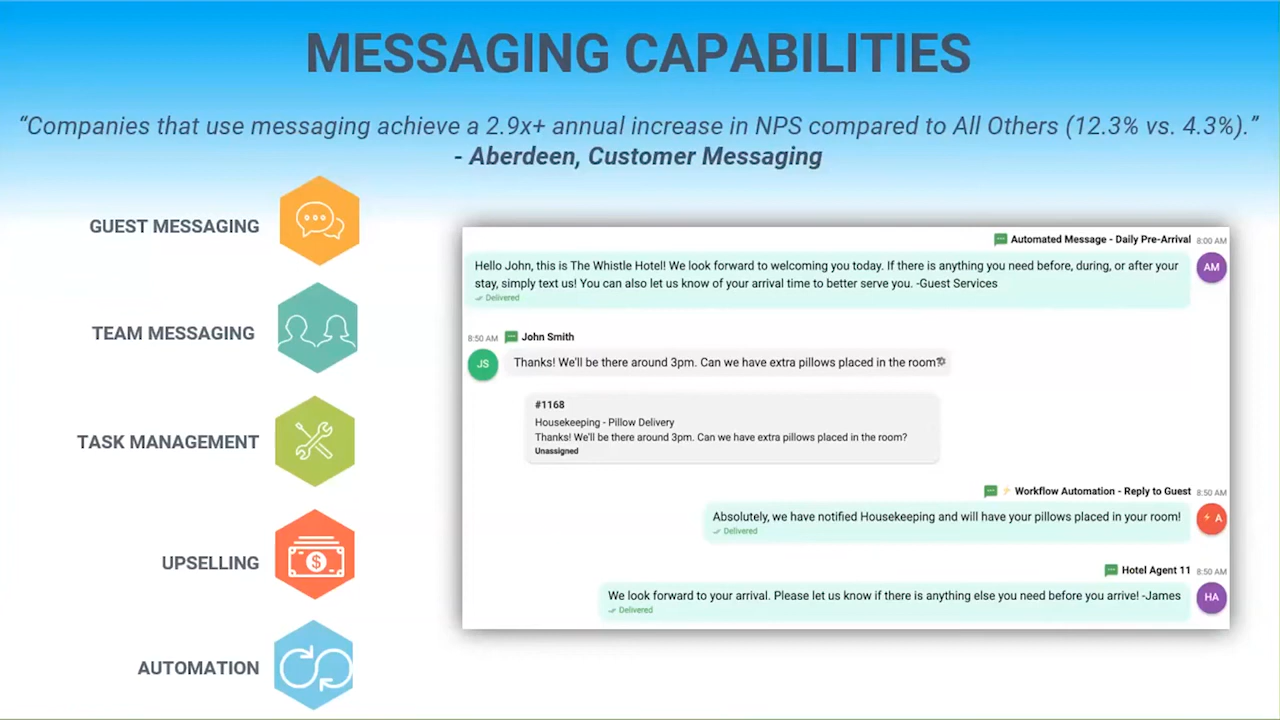 MESSAGING CAPABILITIES
“Companies that use messaging achieve a 2.9x+ annual increase in NPS compared to All Others (12.3% vs. 4.3%).”
- Aberdeen, Customer Messaging
GUEST MESSAGING
TEAM MESSAGING
TASK MANAGEMENT
UPSELLING
$
AUTOMATION
Automated Message - Daily Pre-Arrival 8:00 AM
Hello John, this is The Whistle Hotel! We look forward to welcoming you today. If there is anything you need before, during, or after your
stay, simply text us! You can also let us know of your arrival time to better serve you. -Guest Services
AM
Delivered
8:50 AM John Smith
JS
Thanks! We'll be there around 3pm. Can we have extra pillows placed in the room?
#1168
Housekeeping - Pillow Delivery
Thanks! We'll be there around 3pm. Can we have extra pillows placed in the room?
Unassigned
Workflow Automation - Reply to Guest 8:50 AM
Absolutely, we have notified Housekeeping and will have your pillows placed in your room!
A
Delivered
Hotel Agent 11 8:50 AM
We look forward to your arrival. Please let us know if there is anything else you need before you arrive! -James
HA
Delivered